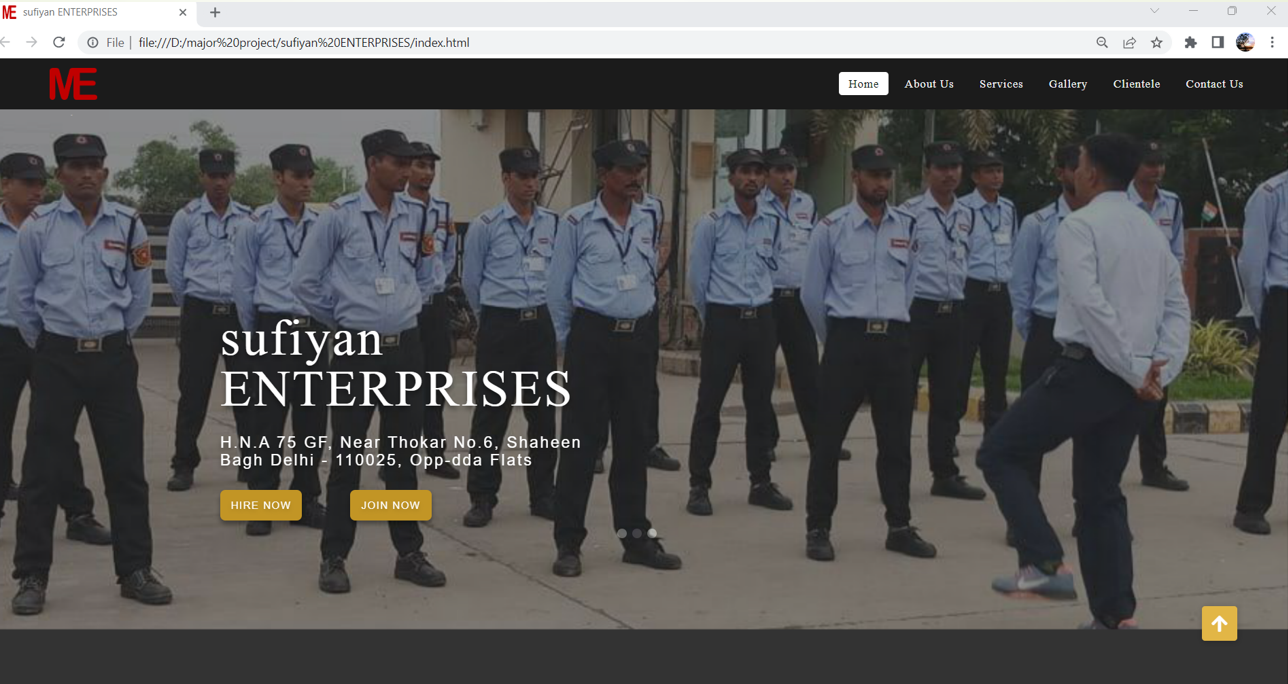 ME sufiyan ENTERPRISES
File | file:///D:/major%20project/sufiyan%20ENTERPRISES/index.html
ME
Home About Us Services Gallery Clientele Contact Us
sufiyan
ENTERPRISES
H.N.A 75 GF, Near Thokar No.6, Shaheen
Bagh Delhi - 110025, Opp-dda Flats
HIRE NOW JOIN NOW